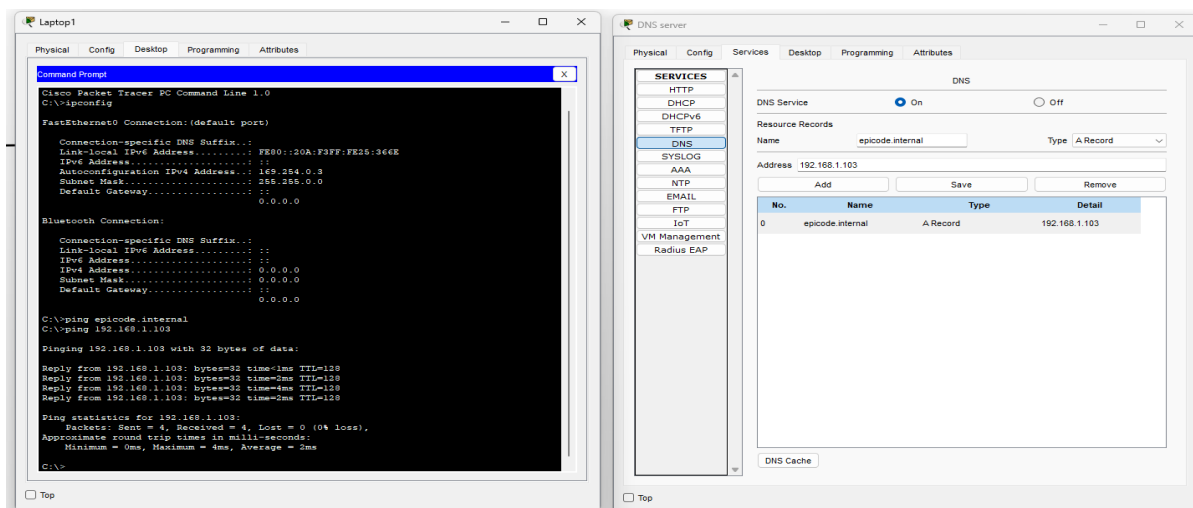 Laptop1
Physical Config Desktop Programming Attributes
Command Prompt X
Cisco Packet Tracer PC Command Line 1.0
C:\>ipconfig
FastEthernet0 Connection:(default port)
Connection-specific DNS Suffix..:
Link-local IPv6 Address.........: FE80::20A:F3FF:FE25:366E
IPv6 Address....................: ::
Autoconfiguration IPv4 Address..: 169.254.0.3
Subnet Mask.....................: 255.255.0.0
Default Gateway.................: ::
0.0.0.0
Bluetooth Connection:
Connection-specific DNS Suffix..:
Link-local IPv6 Address.........: ::
IPv6 Address....................: ::
IPv4 Address....................: 0.0.0.0
Subnet Mask.....................: 0.0.0.0
Default Gateway.................: ::
0.0.0.0
C:\>ping epicode.internal
C:\>ping 192.168.1.103
Pinging 192.168.1.103 with 32 bytes of data:
Reply from 192.168.1.103: bytes=32 time<1ms TTL=128
Reply from 192.168.1.103: bytes=32 time=2ms TTL=128
Reply from 192.168.1.103: bytes=32 time=4ms TTL=128
Reply from 192.168.1.103: bytes=32 time=2ms TTL=128
Ping statistics for 192.168.1.103:
Packets: Sent = 4, Received = 4, Lost = 0 (0% loss),
Approximate round trip times in milli-seconds:
Minimum = 0ms, Maximum = 4ms, Average = 2ms
C:\>
Top
DNS server
Physical Config Services Desktop Programming Attributes
SERVICES
HTTP
DHCP
DHCPv6
TFTP
DNS
SYSLOG
AAA
NTP
EMAIL
FTP
IoT
VM Management
Radius EAP
DNS
DNS Service On Off
Resource Records
Name epicode.internal Type A Record
Address 192.168.1.103
Add Save Remove
No. Name Type Detail
0 epicode.internal A Record 192.168.1.103
DNS Cache
Top